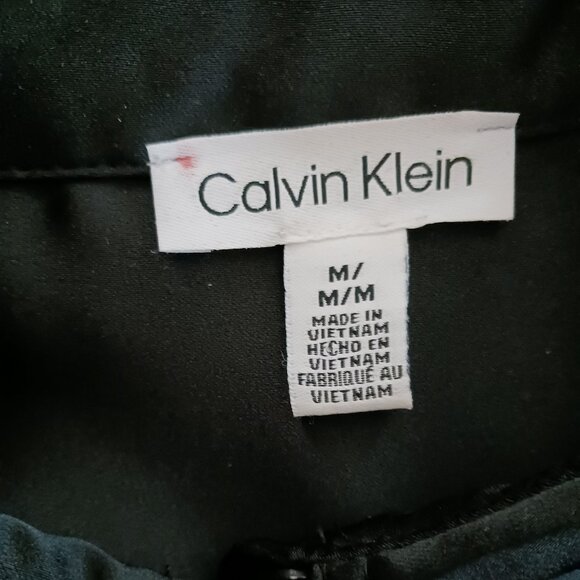 Calvin Klein
M/
M/M
MADE IN
VIETNAM
HECHO EN
VIETNAM
FABRIQUÉ AU
VIETNAM